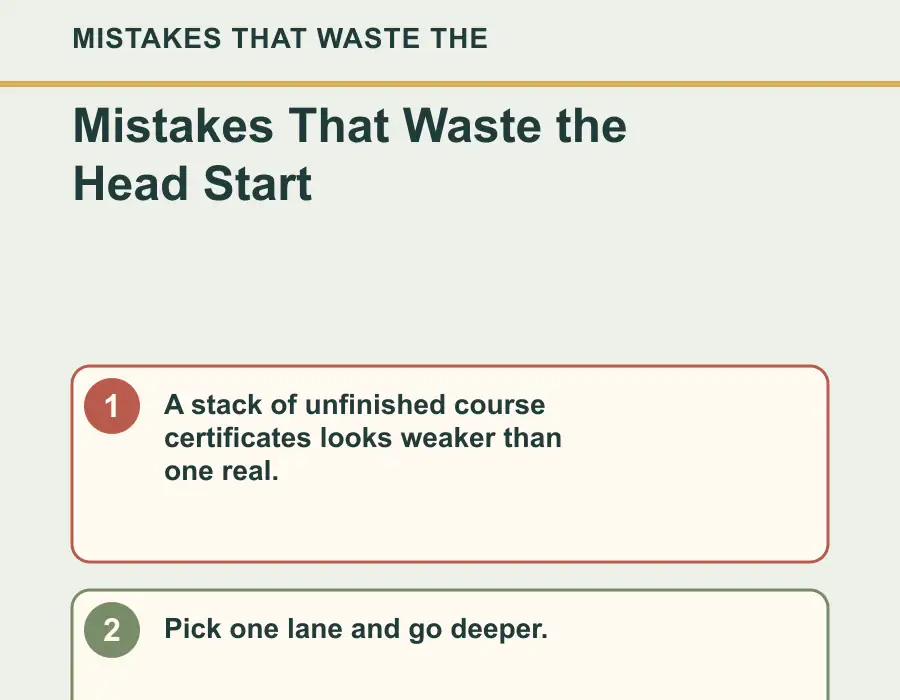 MISTAKES THAT WASTE THE
Mistakes That Waste the
Head Start
1
A stack of unfinished course
certificates looks weaker than
one real.
2
Pick one lane and go deeper.